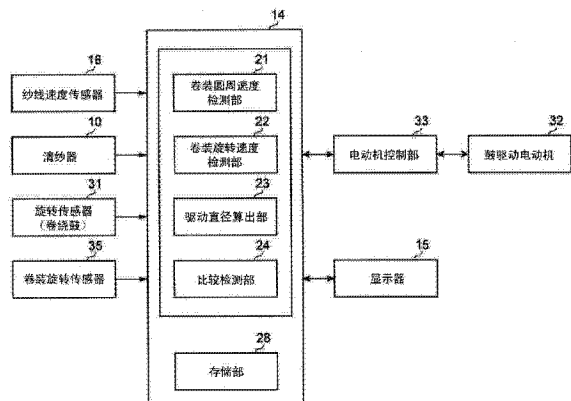 14
16
纱线速度传感器
10
清纱器
31
旋转传感器
(卷绕鼓)
35
卷装旋转传感器
21
卷装圆周速度
检测部
22
卷装旋转速度
检测部
23
驱动直径算出部
24
比较检测部
28
存储部
33
电动机控制部
32
鼓驱动电动机
15
显示器